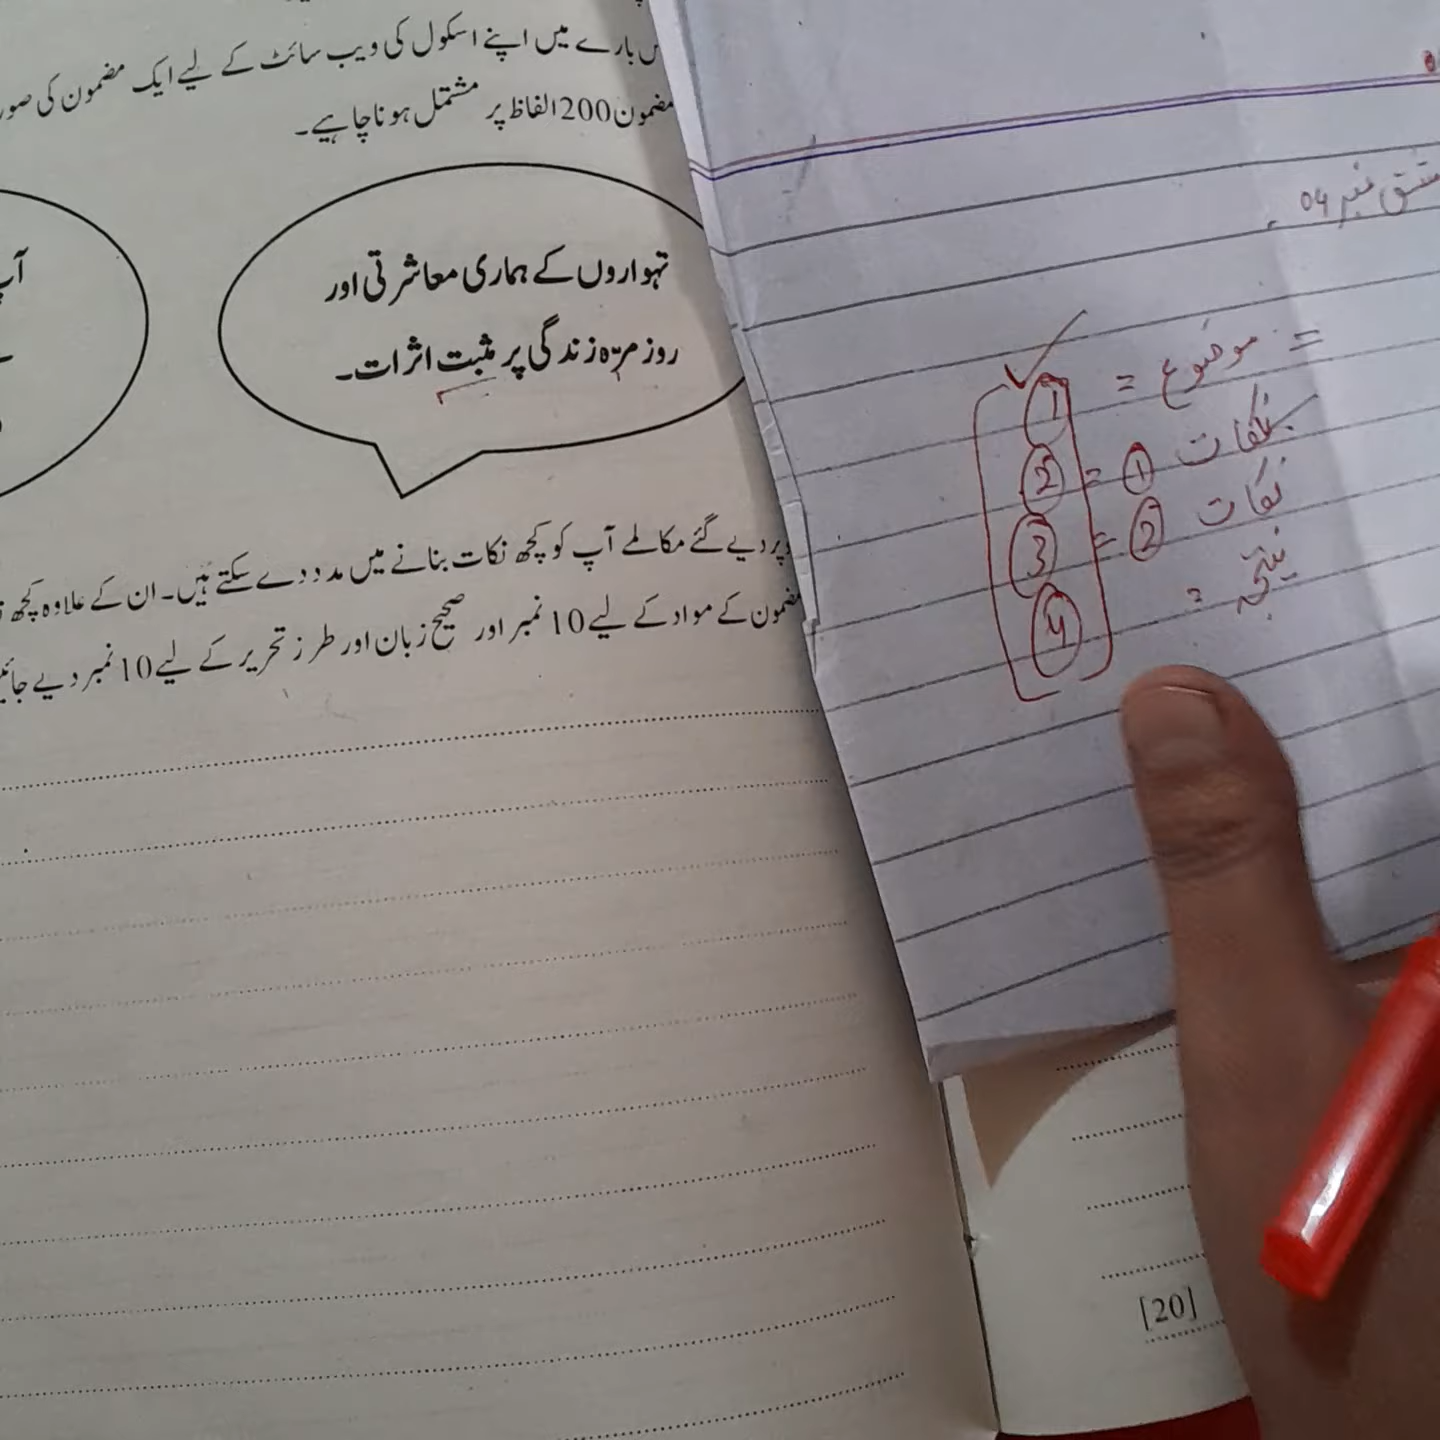 بارے میں اپنے اسکول کی ویب سائٹ کے لیے ایک مضمون کی
مضمون 200 الفاظ پر مشتمل ہونا چاہیے۔
تہواروں کے ہماری معاشرتی اور
روزمرّہ زندگی پر مثبت اثرات۔
دیے گئے مکالمے آپ کو کچھ نکات بنانے میں مدد دے سکتے ہیں۔ ان کے علاوہ کچھ
مضمون کے مواد کے لیے 10 نمبر اور صحیح زبان اور طرز تحریر کے لیے 10 نمبر دیے
[20]
مشق نمبر 04
= موضوع = 1
نکات 1 = 2
نکات 2 = 3
نتیجہ = 4